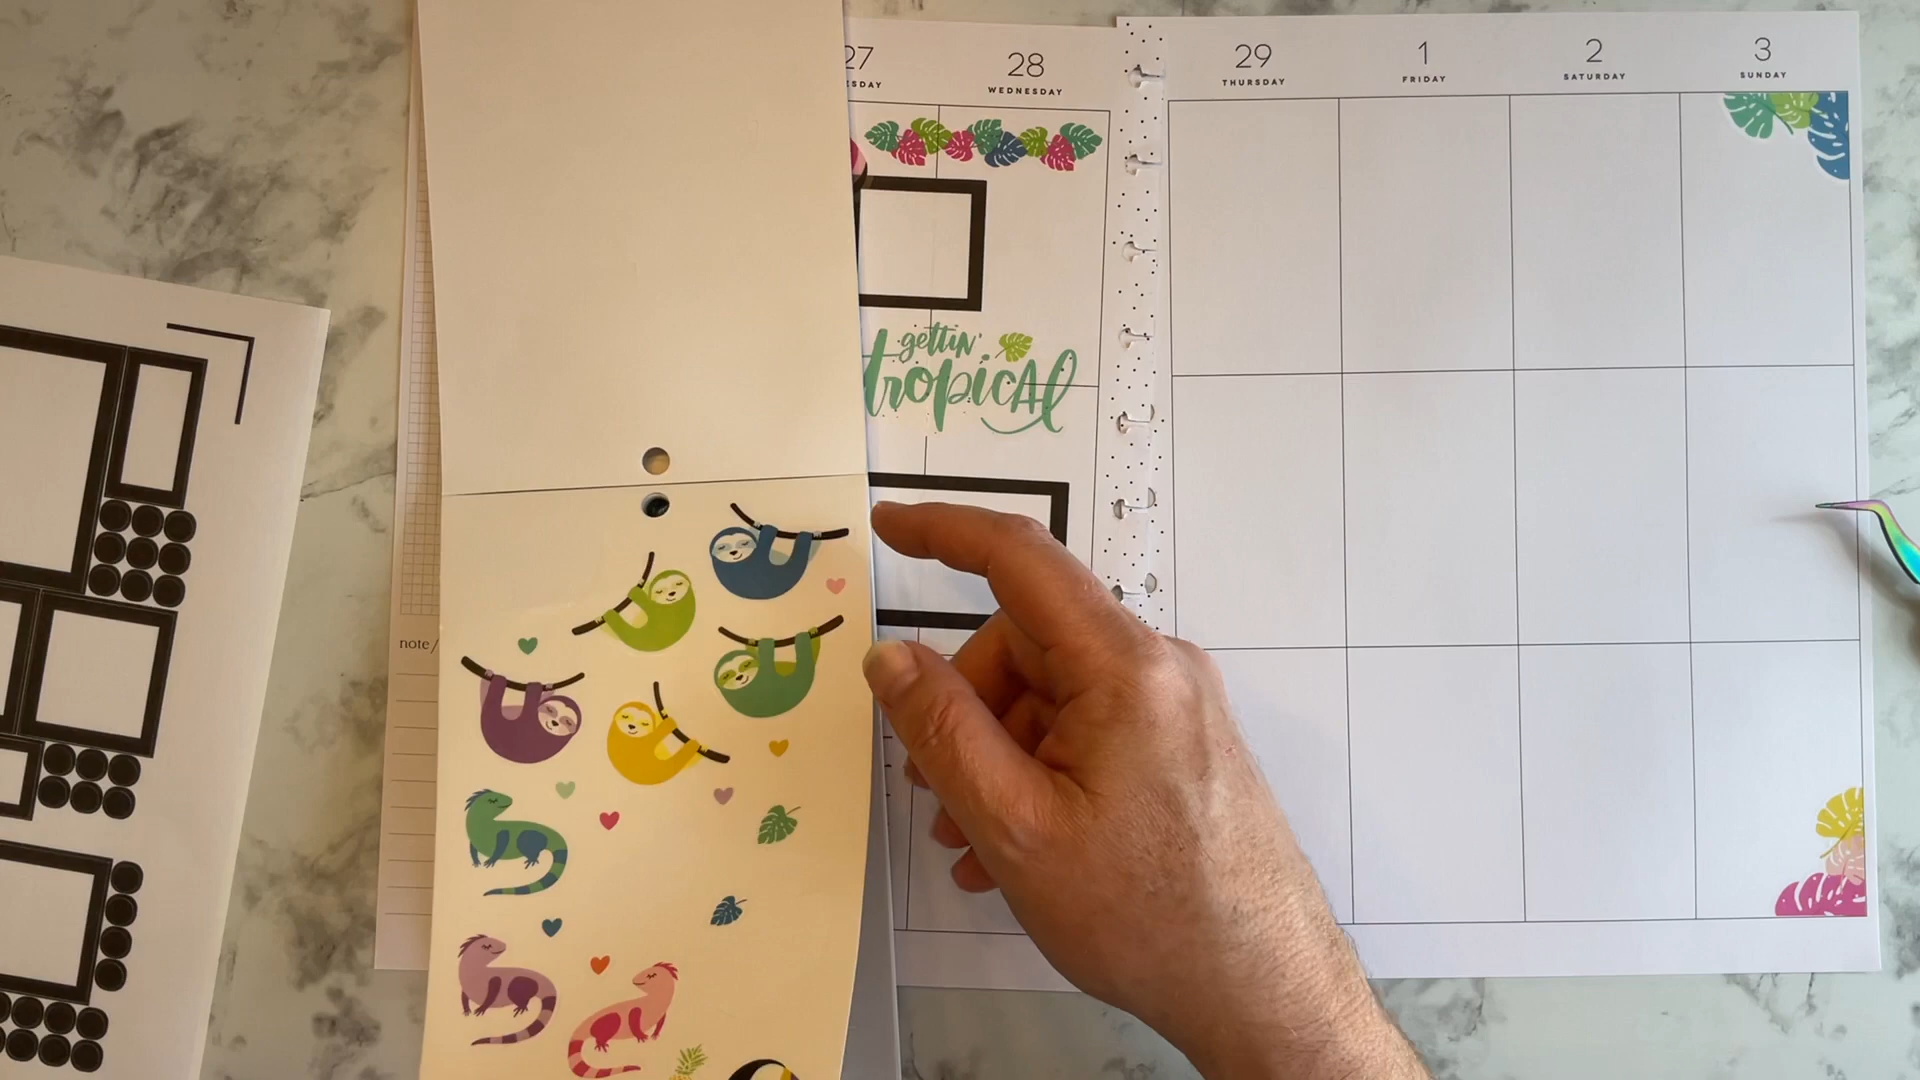 27
28
WEDNESDAY
29
THURSDAY
1
FRIDAY
2
SATURDAY
3
SUNDAY
gettin'
tropical
note/